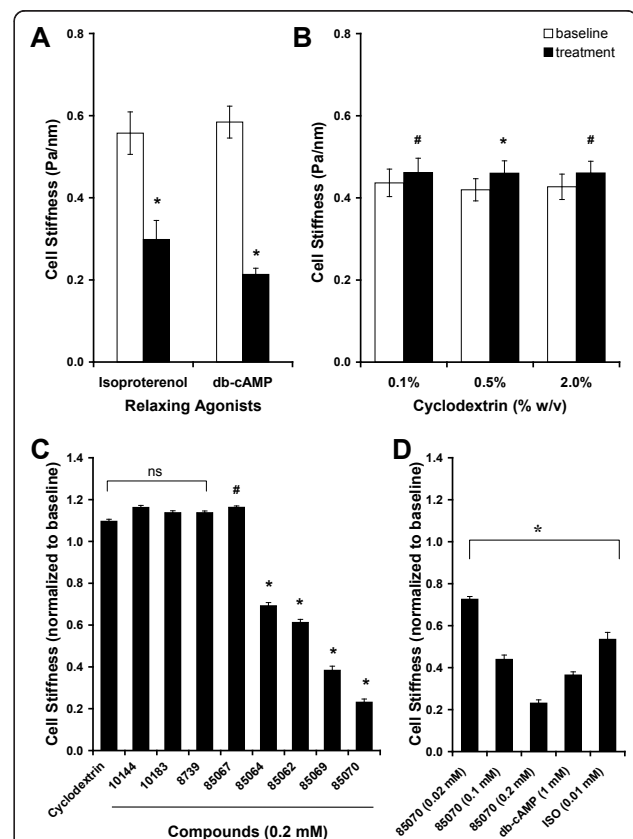 A
Cell Stiffness (Pa/nm)
0.8
0.6
0.4
0.2
0.0
*
*
Isoproterenol db-cAMP
Relaxing Agonists
B
baseline
treatment
Cell Stiffness (Pa/nm)
0.8
0.6
0.4
0.2
0.0
# * #
0.1% 0.5% 2.0%
Cyclodextrin (% w/v)
C
Cell Stiffness (normalized to baseline)
1.4
1.2
1.0
0.8
0.6
0.4
0.2
0.0
ns
#
*
*
*
*
Cyclodextrin
10144
10183
8739
85067
85064
85062
85069
85070
Compounds (0.2 mM)
D
Cell Stiffness (normalized to baseline)
1.4
1.2
1.0
0.8
0.6
0.4
0.2
0.0
*
85070 (0.02 mM)
85070 (0.1 mM)
85070 (0.2 mM)
db-cAMP (1 mM)
ISO (0.01 mM)